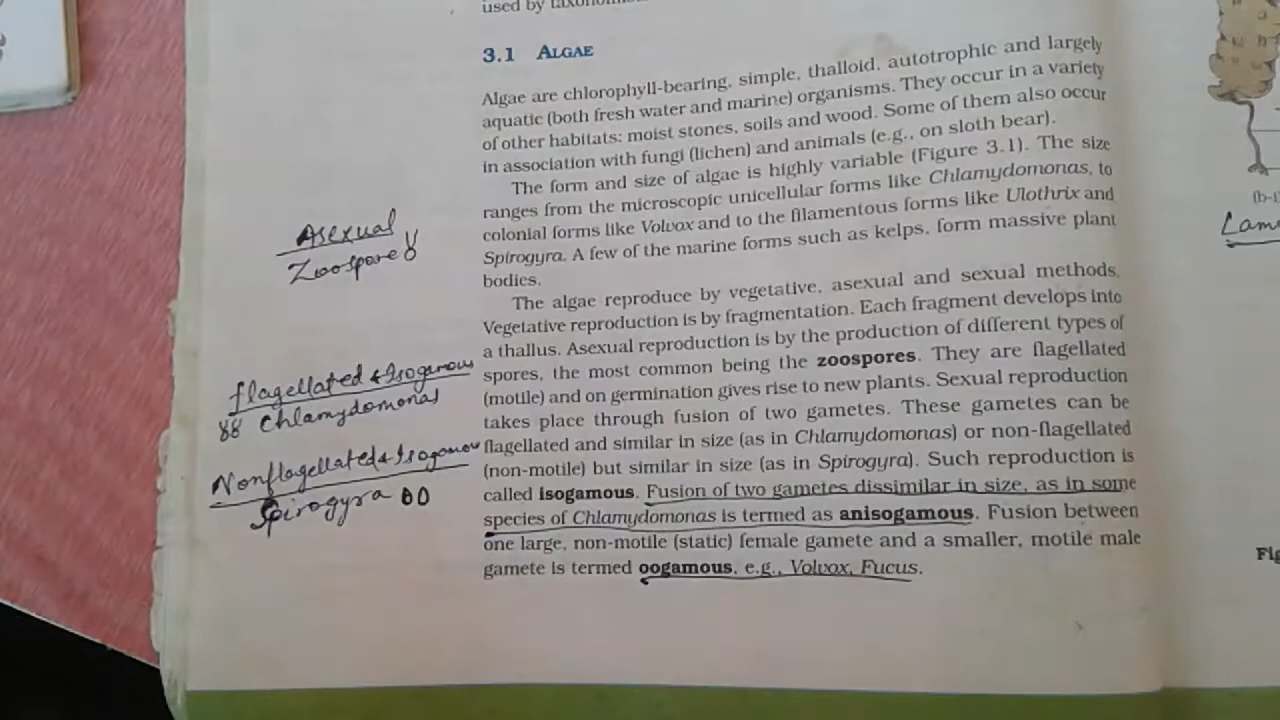 used by
3.1 ALGAE
Algae are chlorophyll-bearing, simple, thalloid, autotrophic and largely
aquatic (both fresh water and marine) organisms. They occur in a variety
of other habitats: moist stones, soils and wood. Some of them also occur
in association with fungi (lichen) and animals (e.g., on sloth bear).
The form and size of algae is highly variable (Figure 3.1). The size
ranges from the microscopic unicellular forms like Chlamydomonas, to
colonial forms like Volvox and to the filamentous forms like Ulothrix and
Spirogyra. A few of the marine forms such as kelps, form massive plant
bodies.
The algae reproduce by vegetative, asexual and sexual methods.
Vegetative reproduction is by fragmentation. Each fragment develops into
a thallus. Asexual reproduction is by the production of different types of
spores, the most common being the zoospores. They are flagellated
(motile) and on germination gives rise to new plants. Sexual reproduction
takes place through fusion of two gametes. These gametes can be
flagellated and similar in size (as in Chlamydomonas) or non-flagellated
(non-motile) but similar in size (as in Spirogyra). Such reproduction is
called isogamous. Fusion of two gametes dissimilar in size, as in some
species of Chlamydomonas is termed as anisogamous. Fusion between
one large, non-motile (static) female gamete and a smaller, motile male
gamete is termed oogamous, e.g., Volvox, Fucus.
Asexual
Zoospore
flagellated & Isogamous
Chlamydomonas
Nonflagellated & Isogamou
Spirogyra
(b-i
Lam
Fig